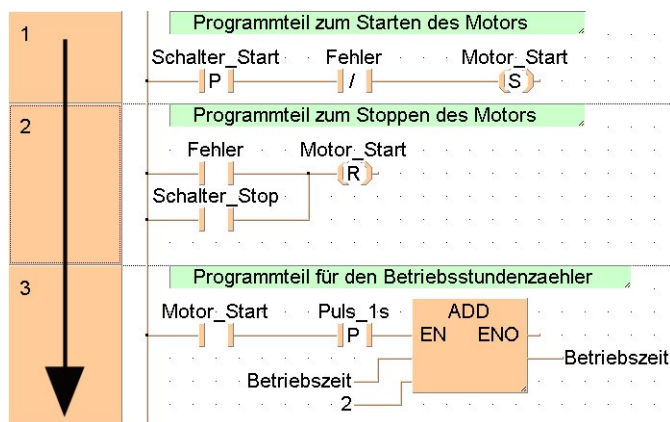 1
Programmteil zum Starten des Motors
Schalter_Start Fehler Motor_Start
P / S
2
Programmteil zum Stoppen des Motors
Fehler Motor_Start
R
Schalter_Stop
3
Programmteil für den Betriebsstundenzaehler
Motor_Start Puls_1s ADD
P EN ENO
Betriebszeit
Betriebszeit
2